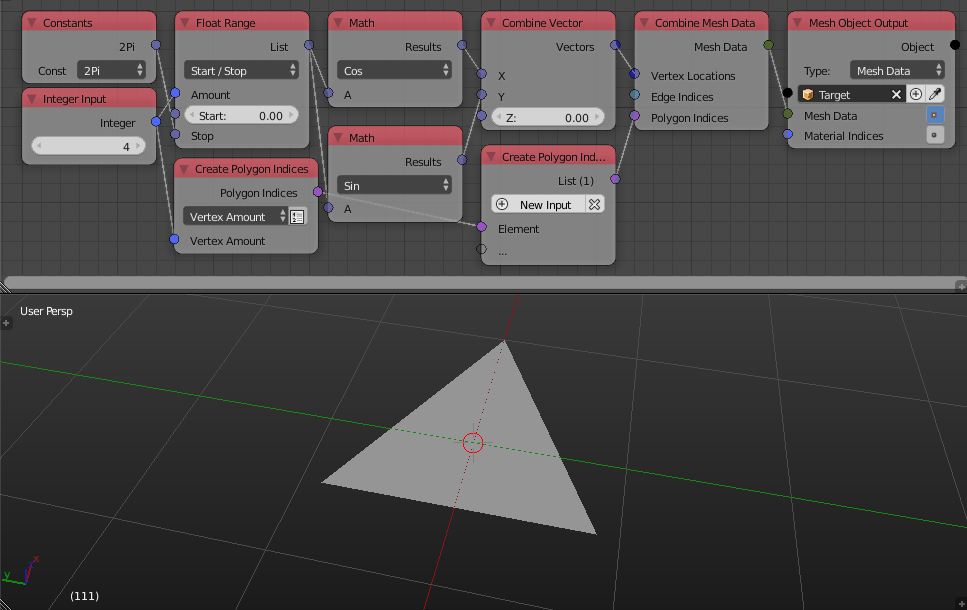 Constants
2Pi
Const 2Pi
Integer Input
Integer
4
Float Range
List
Start / Stop
Amount
Start: 0.00
Stop
Create Polygon Indices
Polygon Indices
Vertex Amount
Vertex Amount
Math
Results
Cos
A
Math
Results
Sin
A
Combine Vector
Vectors
X
Y
Z: 0.00
Create Polygon Ind...
List (1)
New Input
Element
...
Combine Mesh Data
Mesh Data
Vertex Locations
Edge Indices
Polygon Indices
Mesh Object Output
Object
Type: Mesh Data
Target
Mesh Data
Material Indices
User Persp
x
y
(111)